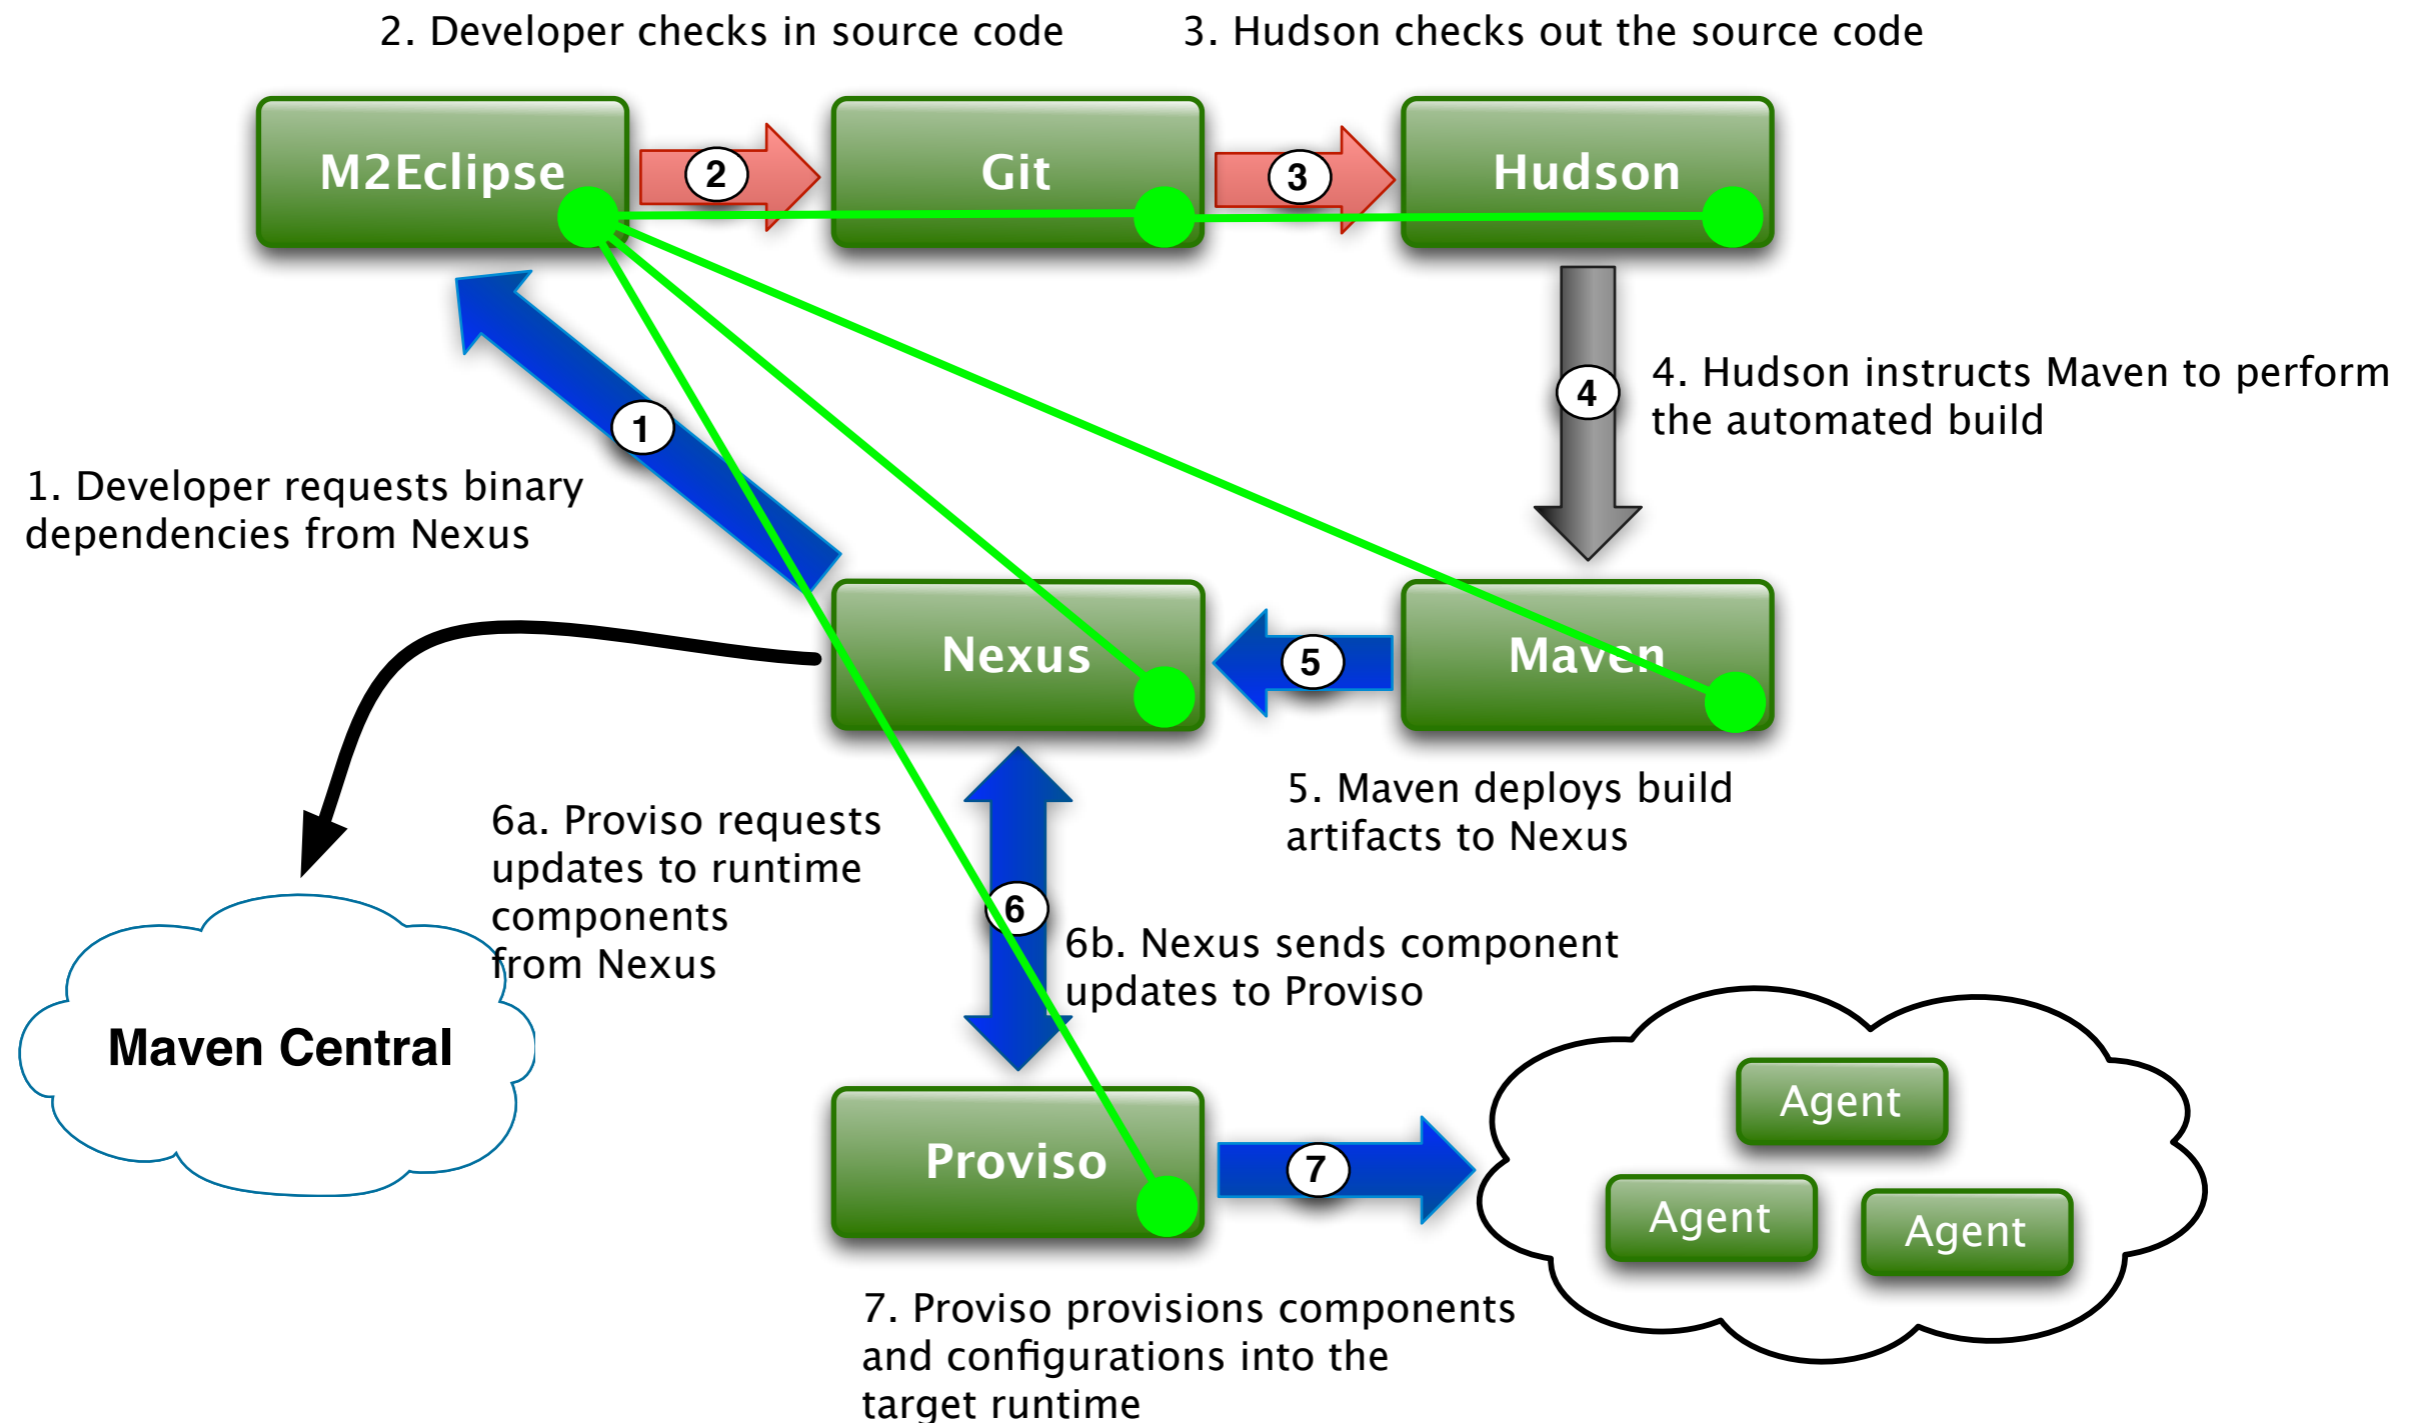 2. Developer checks in source code
3. Hudson checks out the source code
M2Eclipse
2
Git
3
Hudson
4
4. Hudson instructs Maven to perform
the automated build
1
1. Developer requests binary
dependencies from Nexus
Nexus
5
Maven
5. Maven deploys build
artifacts to Nexus
6a. Proviso requests
updates to runtime
components
from Nexus
6
6b. Nexus sends component
updates to Proviso
Maven Central
Proviso
7
Agent
Agent
Agent
7. Proviso provisions components
and configurations into the
target runtime